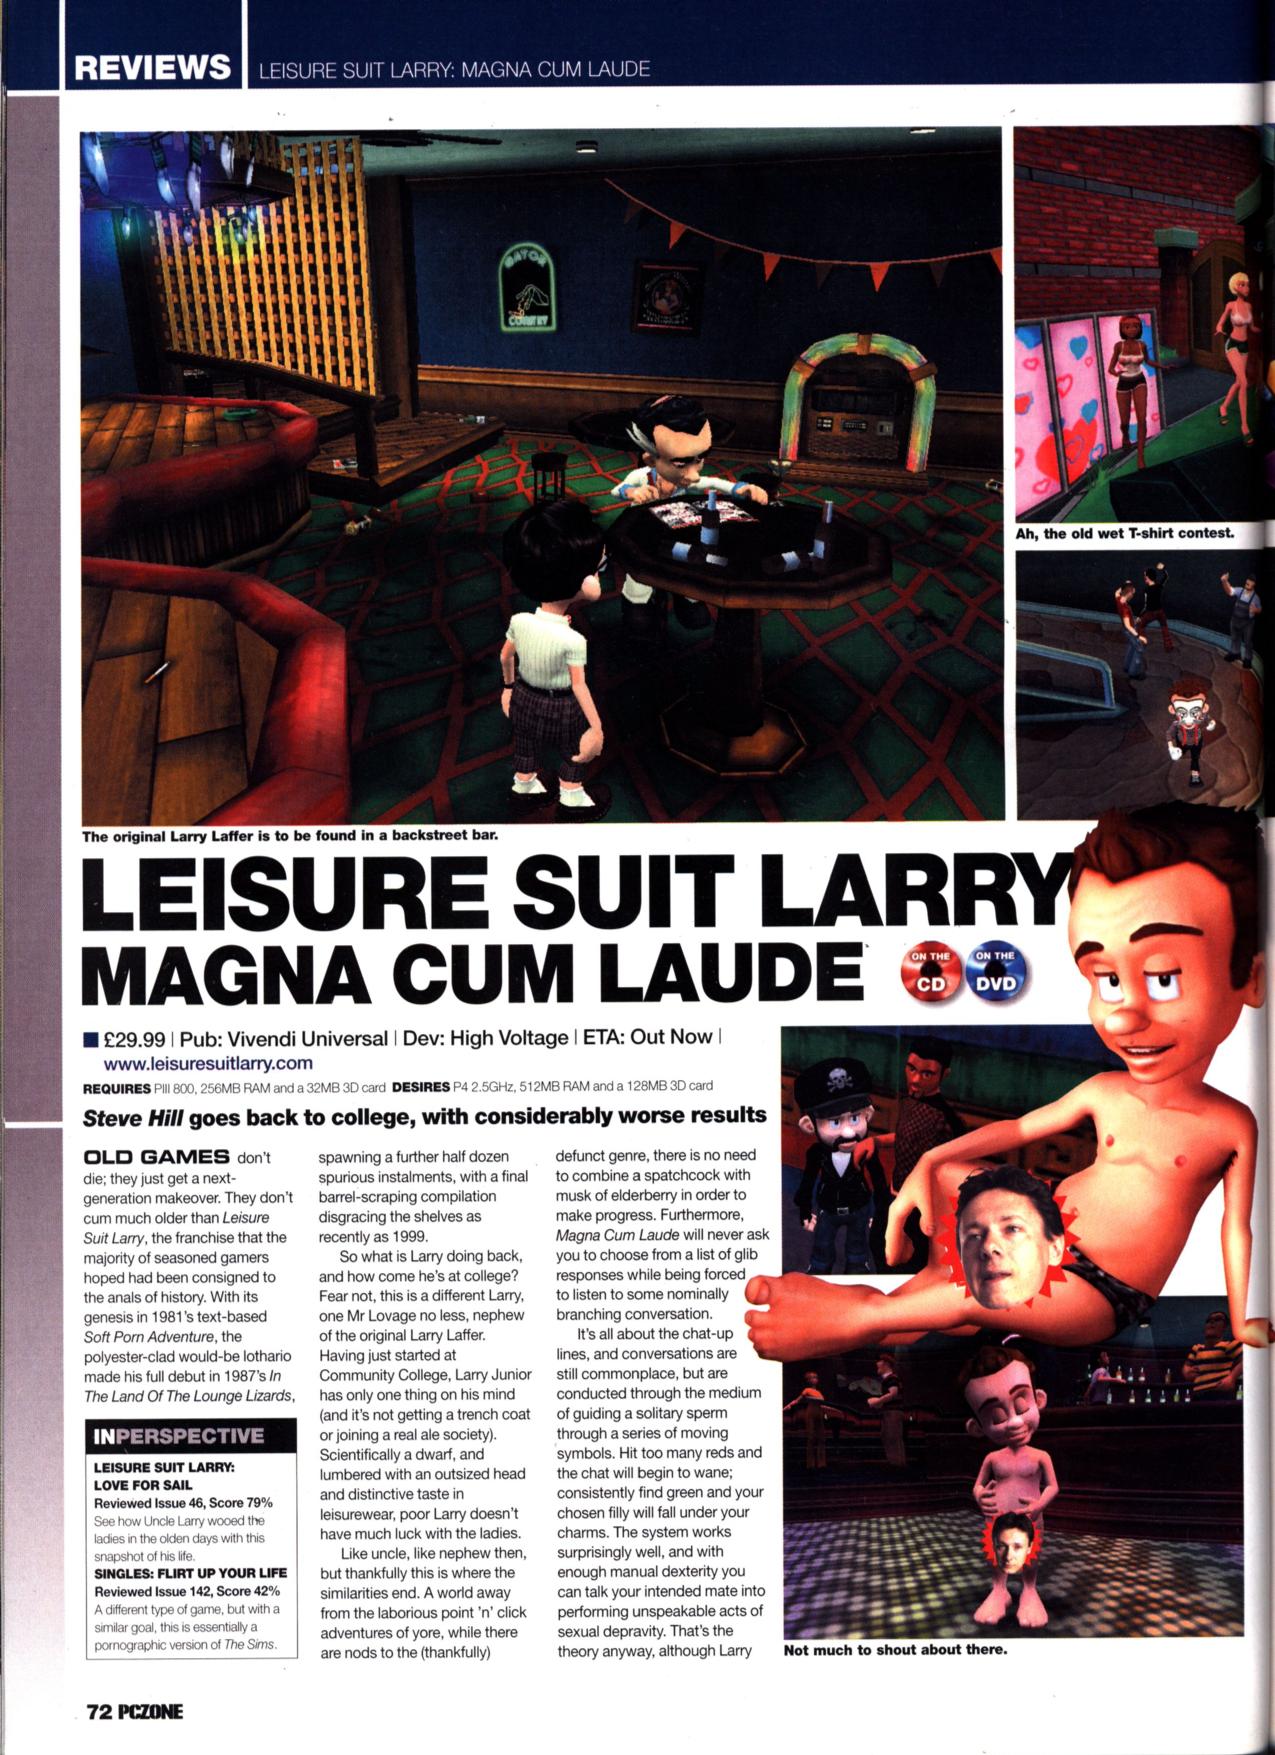 REVIEWS
LEISURE SUIT LARRY: MAGNA CUM LAUDE
GATOR
COUNTRY
Ah, the old wet T-shirt contest.
The original Larry Laffer is to be found in a backstreet bar.
LEISURE SUIT LARRY
MAGNA CUM LAUDE
ON THE
CD
ON THE
DVD
£29.99 | Pub: Vivendi Universal | Dev: High Voltage | ETA: Out Now |
www.leisuresuitlarry.com
REQUIRES PIII 800, 256MB RAM and a 32MB 3D card DESIRES P4 2.5GHz, 512MB RAM and a 128MB 3D card
Steve Hill goes back to college, with considerably worse results
OLD GAMES don't
die; they just get a next-
generation makeover. They don't
cum much older than Leisure
Suit Larry, the franchise that the
majority of seasoned gamers
hoped had been consigned to
the anals of history. With its
genesis in 1981's text-based
Soft Porn Adventure, the
polyester-clad would-be lothario
made his full debut in 1987's In
The Land Of The Lounge Lizards,
spawning a further half dozen
spurious instalments, with a final
barrel-scraping compilation
disgracing the shelves as
recently as 1999.
So what is Larry doing back,
and how come he's at college?
Fear not, this is a different Larry,
one Mr Lovage no less, nephew
of the original Larry Laffer.
Having just started at
Community College, Larry Junior
has only one thing on his mind
(and it's not getting a trench coat
or joining a real ale society).
Scientifically a dwarf, and
lumbered with an outsized head
and distinctive taste in
leisurewear, poor Larry doesn't
have much luck with the ladies.
Like uncle, like nephew then,
but thankfully this is where the
similarities end. A world away
from the laborious point 'n' click
adventures of yore, while there
are nods to the (thankfully)
defunct genre, there is no need
to combine a spatchcock with
musk of elderberry in order to
make progress. Furthermore,
Magna Cum Laude will never ask
you to choose from a list of glib
responses while being forced
to listen to some nominally
branching conversation.
It's all about the chat-up
lines, and conversations are
still commonplace, but are
conducted through the medium
of guiding a solitary sperm
through a series of moving
symbols. Hit too many reds and
the chat will begin to wane;
consistently find green and your
chosen filly will fall under your
charms. The system works
surprisingly well, and with
enough manual dexterity you
can talk your intended mate into
performing unspeakable acts of
sexual depravity. That's the
theory anyway, although Larry
INPERSPECTIVE
LEISURE SUIT LARRY:
LOVE FOR SAIL
Reviewed Issue 46, Score 79%
See how Uncle Larry wooed the
ladies in the olden days with this
snapshot of his life.
SINGLES: FLIRT UP YOUR LIFE
Reviewed Issue 142, Score 42%
A different type of game, but with a
similar goal, this is essentially a
pornographic version of The Sims.
Not much to shout about there.
72 PCZONE